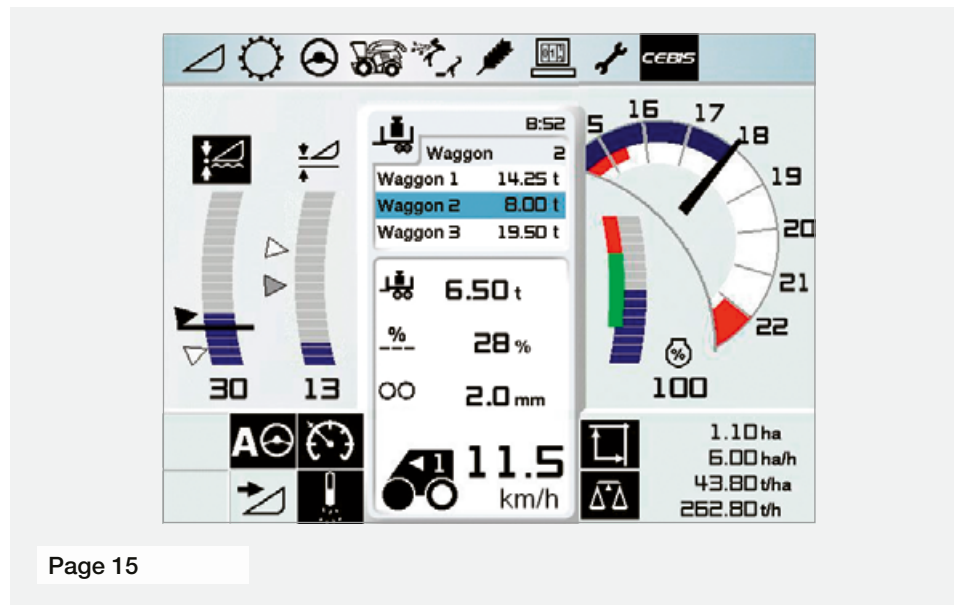 CEBIS
8:52
Waggon 2
Waggon 1 14.25 t
Waggon 2 8.00 t
Waggon 3 19.50 t
6.50 t
% 28 %
2.0 mm
1 11.5
km/h
30
13
5 16 17 18 19 20 21 22
%
100
A
1.10 ha
6.00 ha/h
43.80 t/ha
262.80 t/h
Page 15